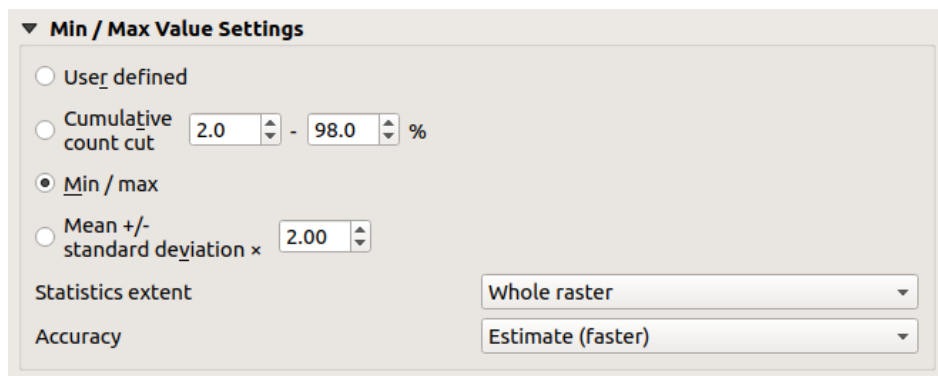 Min / Max Value Settings
User defined
Cumulative
count cut 2.0 - 98.0 %
Min / max
Mean +/-
standard deviation × 2.00
Statistics extent Whole raster
Accuracy Estimate (faster)